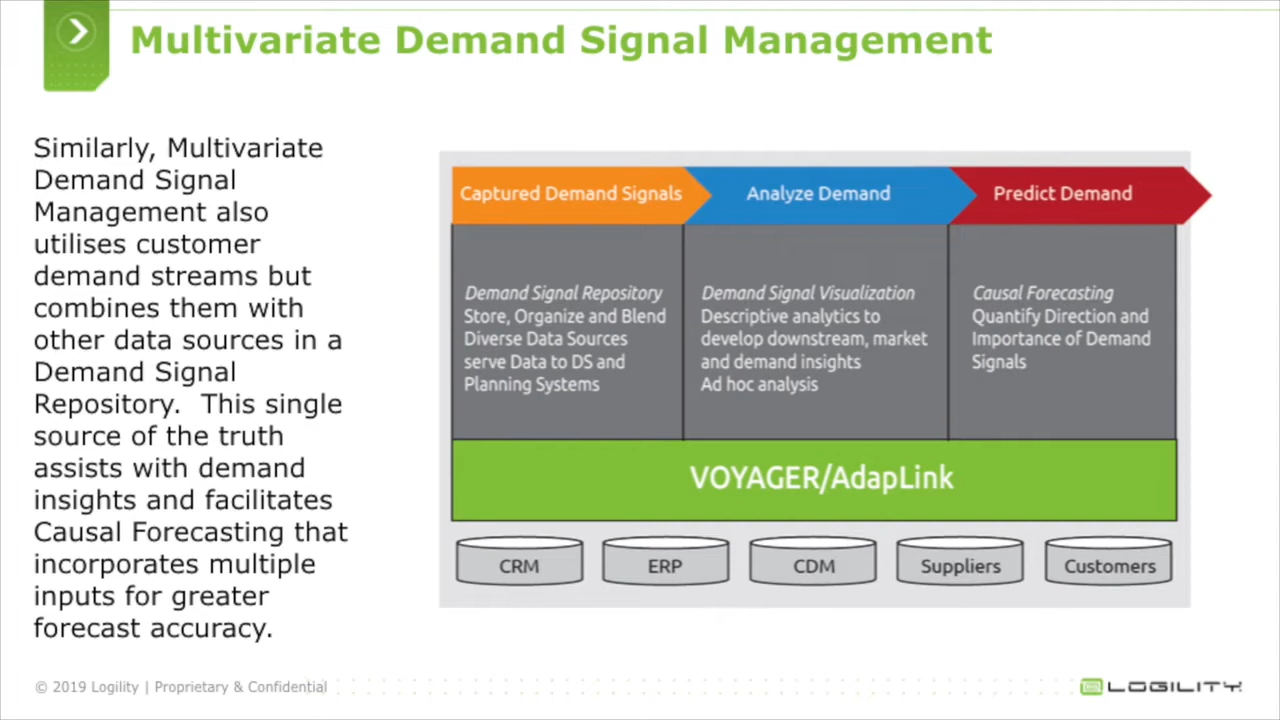 Multivariate Demand Signal Management
Similarly, Multivariate
Demand Signal
Management also
utilises customer
demand streams but
combines them with
other data sources in a
Demand Signal
Repository.  This single
source of the truth
assists with demand
insights and facilitates
Causal Forecasting that
incorporates multiple
inputs for greater
forecast accuracy.
Captured Demand Signals
Analyze Demand
Predict Demand
Demand Signal Repository
Store, Organize and Blend
Diverse Data Sources
serve Data to DS and
Planning Systems
Demand Signal Visualization
Descriptive analytics to
develop downstream, market
and demand insights
Ad hoc analysis
Causal Forecasting
Quantify Direction and
Importance of Demand
Signals
VOYAGER/AdapLink
CRM
ERP
CDM
Suppliers
Customers
© 2019 Logility | Proprietary & Confidential
LOGILITY